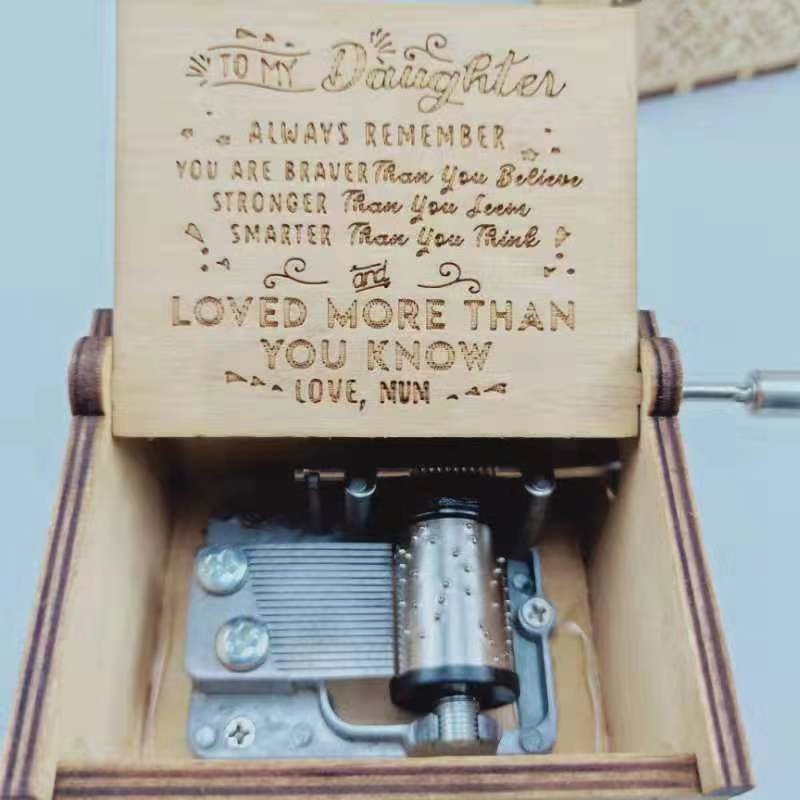 TO MY Daughter
ALWAYS REMEMBER
YOU ARE BRAVER Than You Believe
STRONGER Than You Seem
SMARTER Than You Think
and
LOVED MORE THAN
YOU KNOW
LOVE, MUM